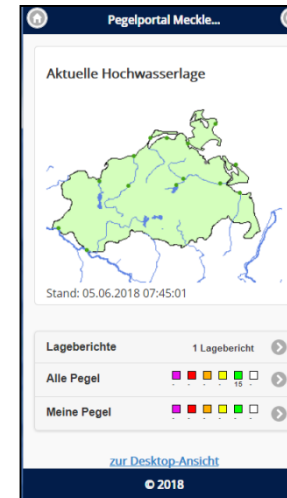 Pegelportal Meckle...
Aktuelle Hochwasserlage
Stand: 05.06.2018 07:45:01
Lageberichte 1 Lagebericht
Alle Pegel - - - - 15 -
Meine Pegel - - - - - -
zur Desktop-Ansicht
© 2018